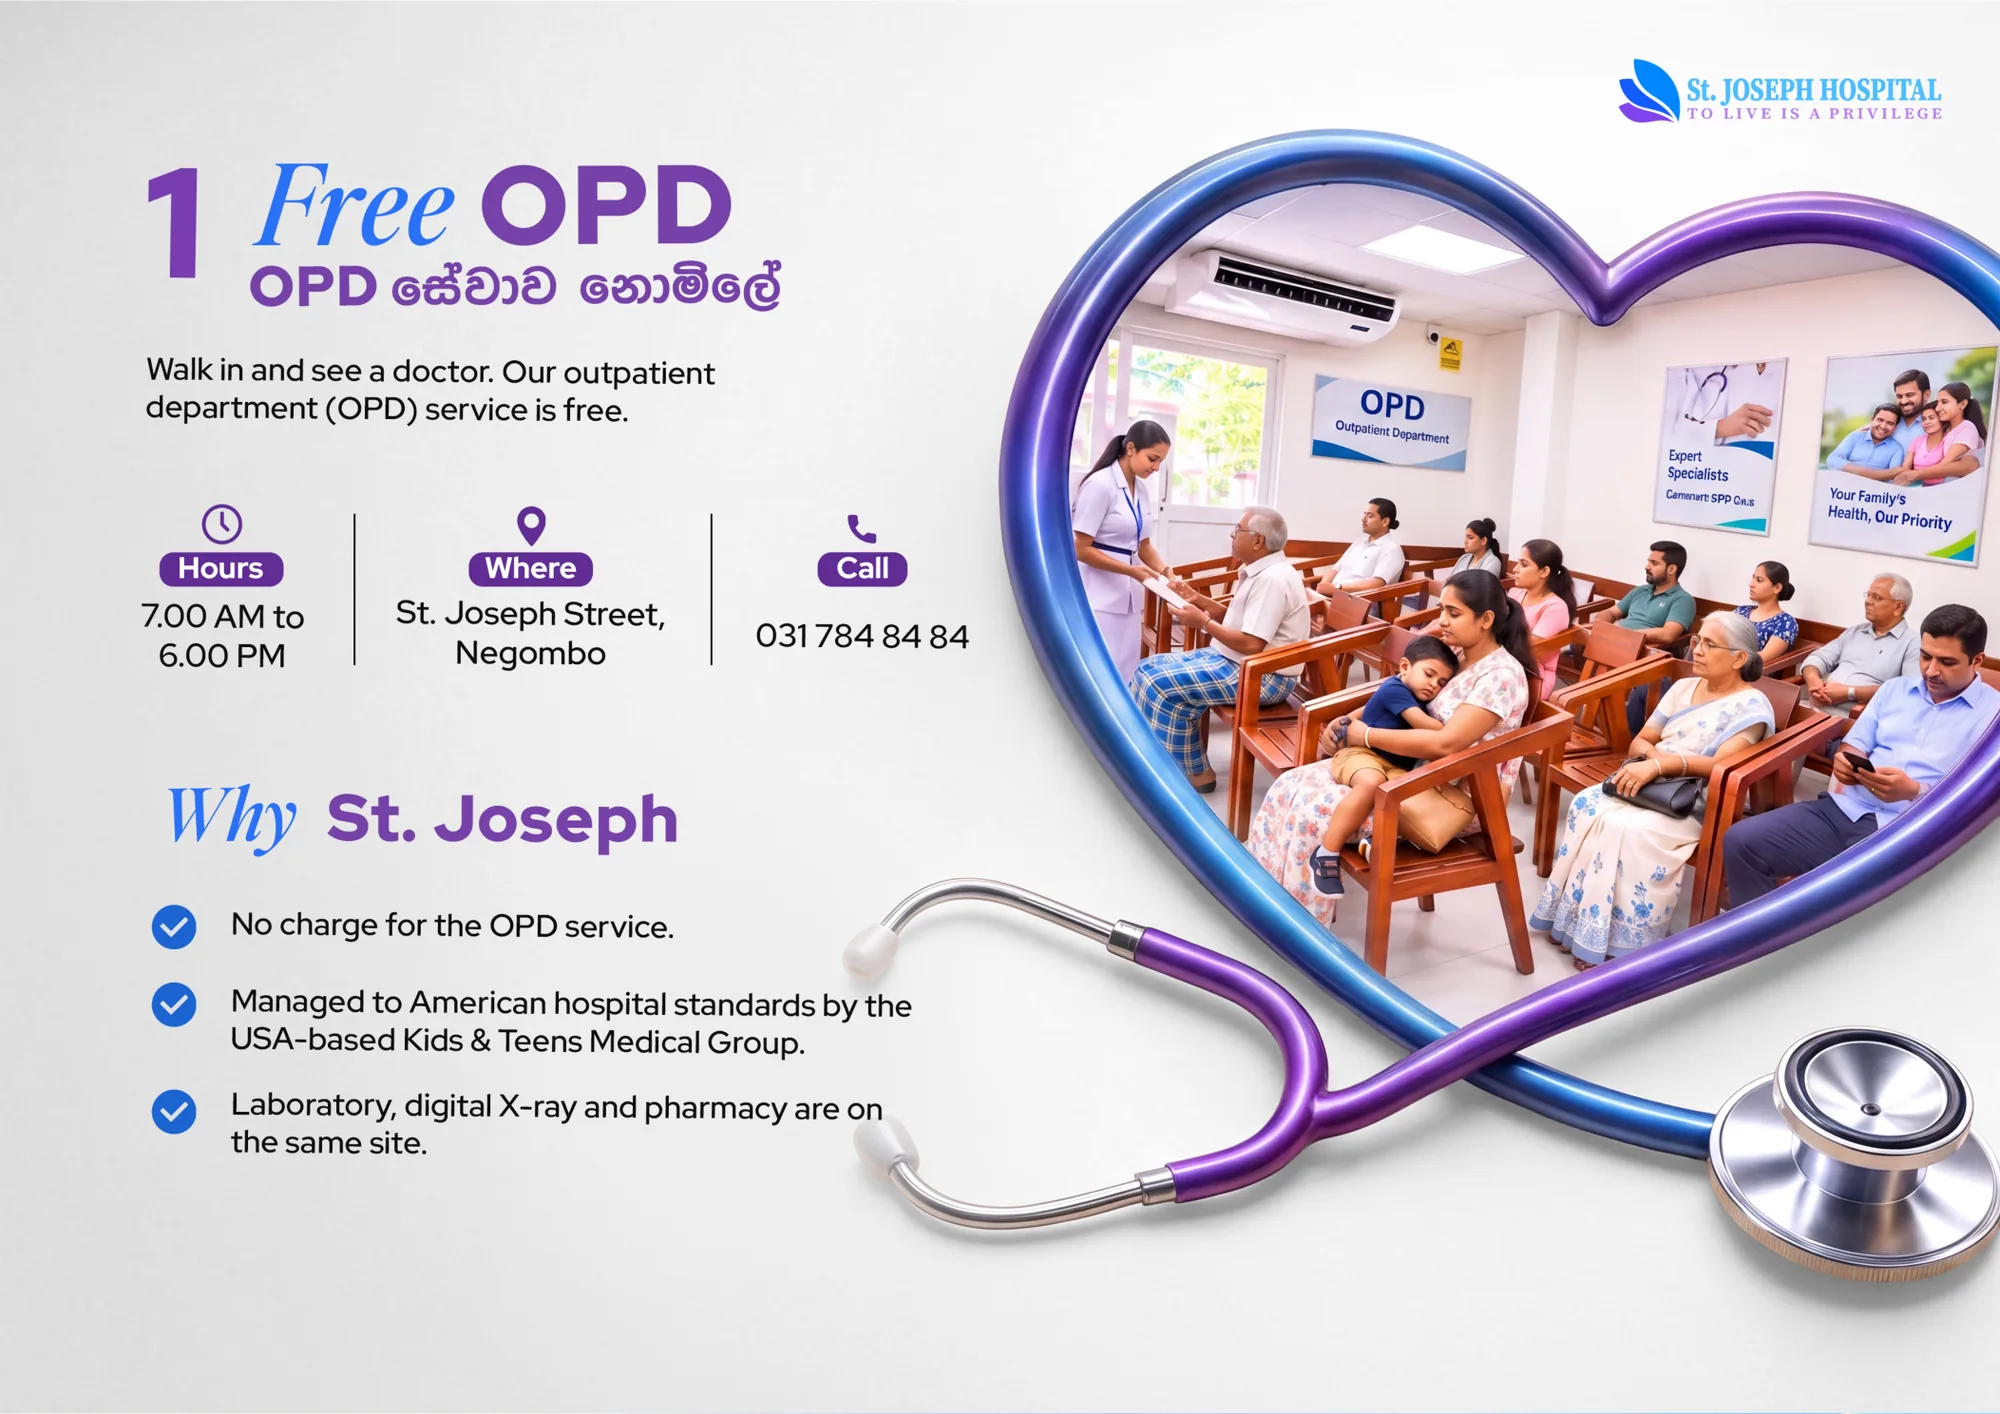 St. JOSEPH HOSPITAL
TO LIVE IS A PRIVILEGE
1 Free OPD
OPD සේවාව නොමිලේ
Walk in and see a doctor. Our outpatient
department (OPD) service is free.
Hours
7.00 AM to
6.00 PM
Where
St. Joseph Street,
Negombo
Call
031 784 84 84
Why St. Joseph
No charge for the OPD service.
Managed to American hospital standards by the
USA-based Kids & Teens Medical Group.
Laboratory, digital X-ray and pharmacy are on
the same site.
OPD
Outpatient Department
Expert
Specialists
Your Family's
Health, Our Priority